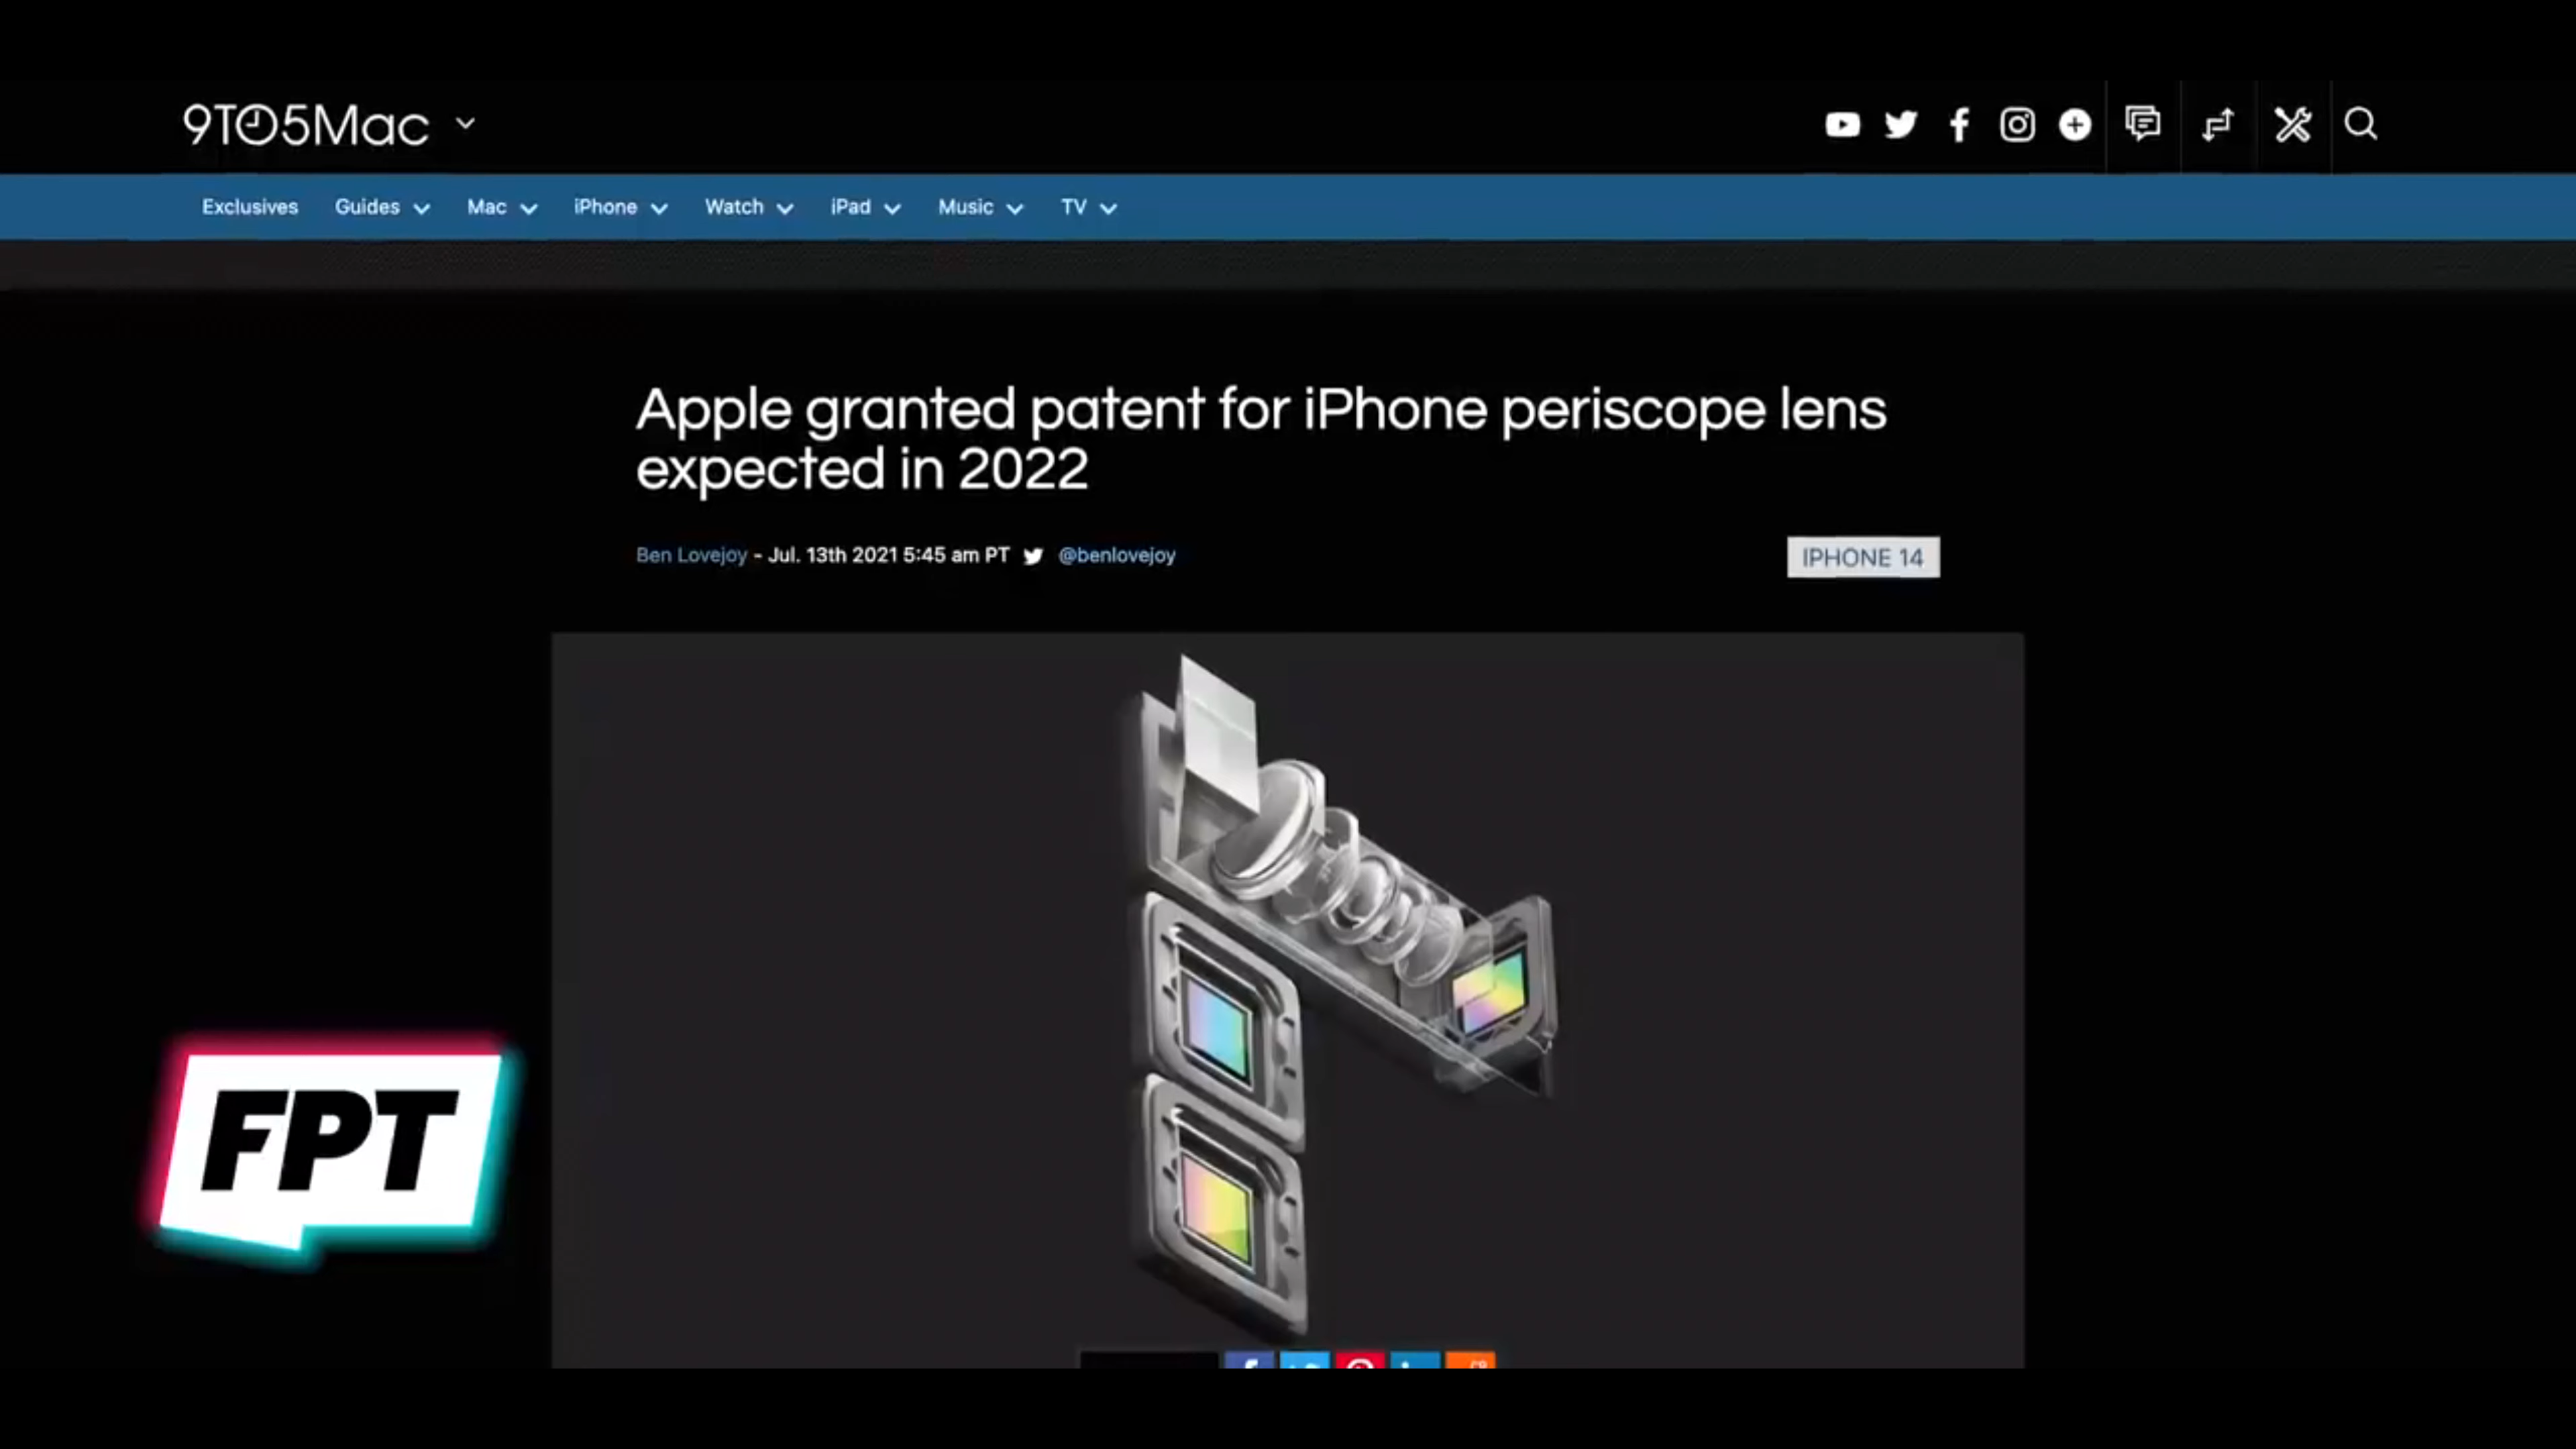 9TO5Mac
Exclusives Guides Mac iPhone Watch iPad Music TV
Apple granted patent for iPhone periscope lens
expected in 2022
Ben Lovejoy - Jul. 13th 2021 5:45 am PT @benlovejoy
IPHONE 14
FPT